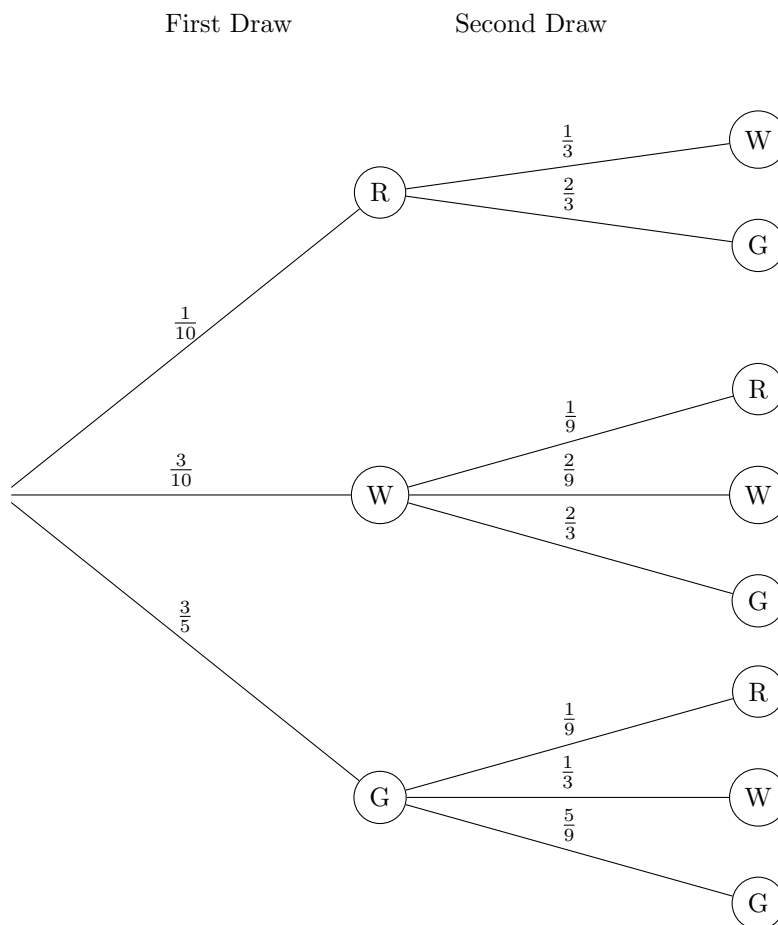 First Draw Second Draw
W
1/3
R
2/3
G
1/10
R
1/9
3/10
W
2/9
W
2/3
G
3/5
R
1/9
G
1/3
W
5/9
G